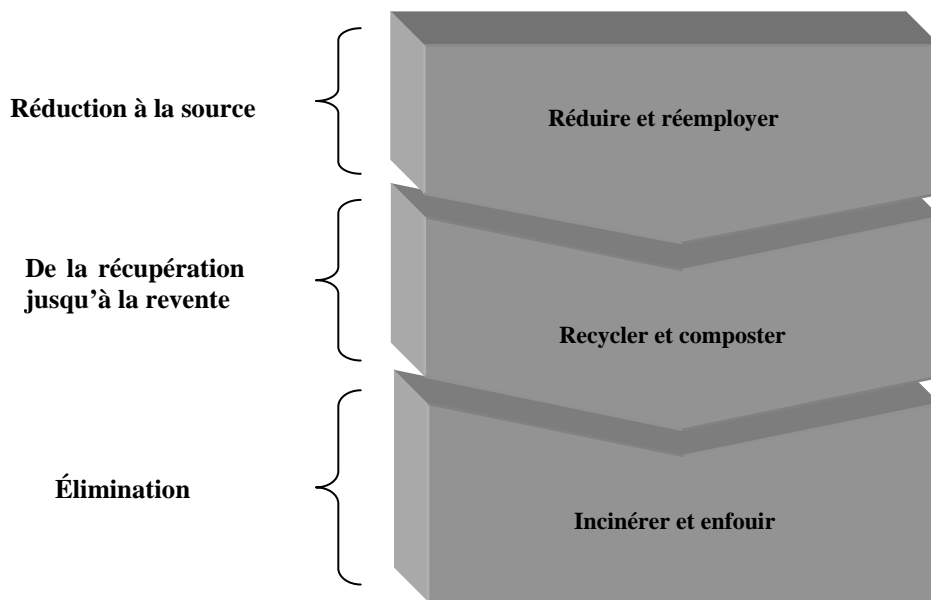 Réduction à la source
Réduire et réemployer
De la récupération
jusqu’à la revente
Recycler et composter
Élimination
Incinérer et enfouir